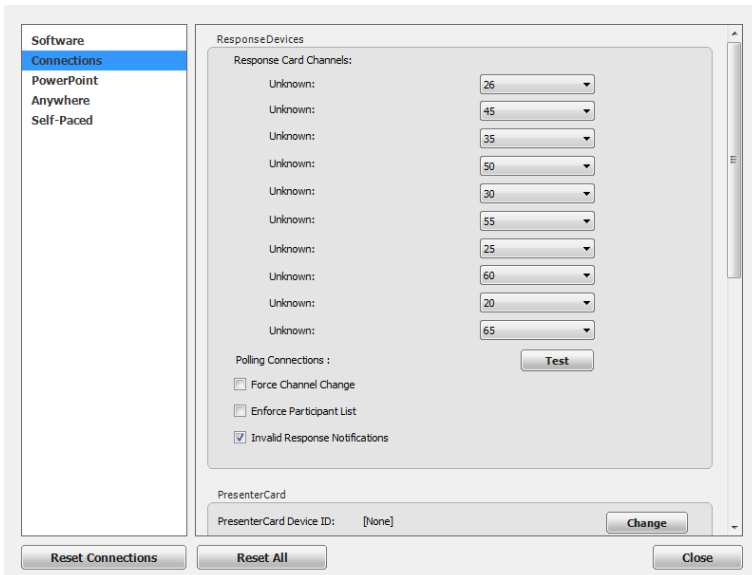 Software
Connections
PowerPoint
Anywhere
Self-Paced
ResponseDevices
Response Card Channels:
Unknown: 26
Unknown: 45
Unknown: 35
Unknown: 50
Unknown: 30
Unknown: 55
Unknown: 25
Unknown: 60
Unknown: 20
Unknown: 65
Polling Connections : Test
Force Channel Change
Enforce Participant List
Invalid Response Notifications
PresenterCard
PresenterCard Device ID: [None] Change
Reset Connections Reset All Close